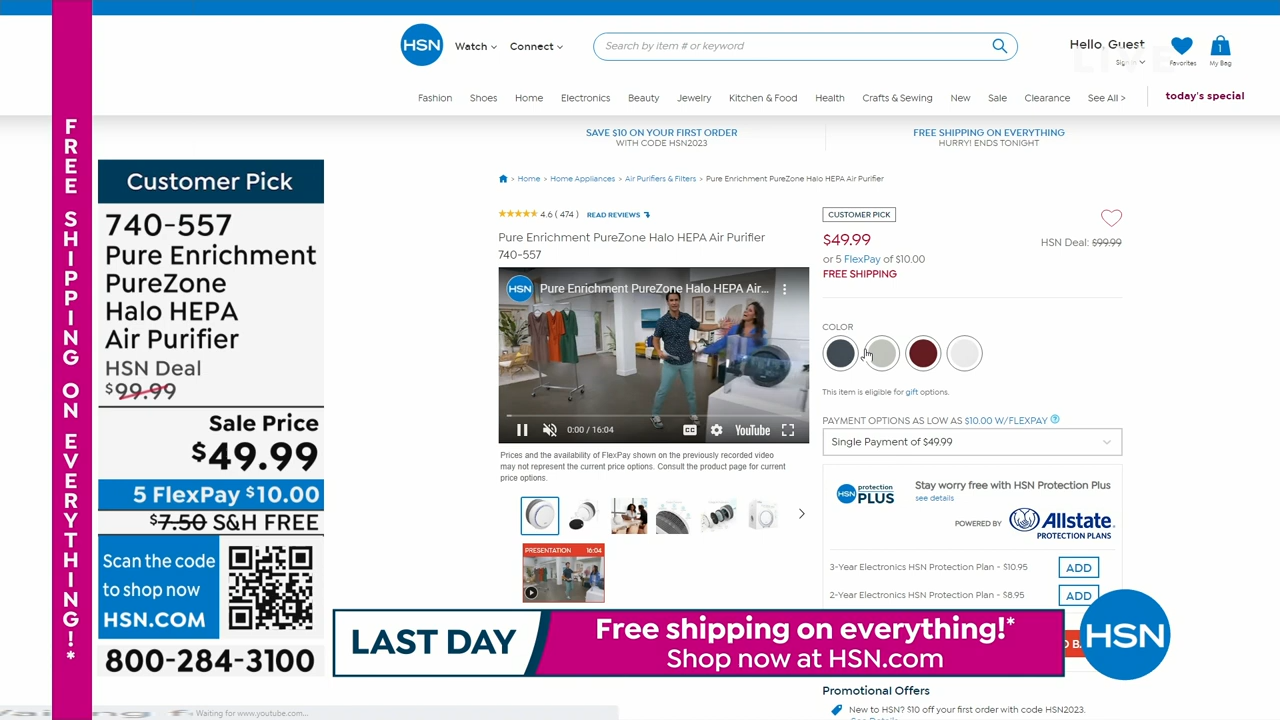 FREE SHIPPING ON EVERYTHING!*
Customer Pick
740-557
Pure Enrichment
PureZone
Halo HEPA
Air Purifier
HSN Deal
$99.99
Sale Price
$49.99
5 FlexPay $10.00
$7.50 S&H FREE
Scan the code
to shop now
HSN.COM
800-284-3100
HSN
Watch
Connect
Search by item # or keyword
Hello, Guest
LIVE
Sign In
Favorites
1
My Bag
Fashion Shoes Home Electronics Beauty Jewelry Kitchen & Food Health Crafts & Sewing New Sale Clearance See All > today's special
SAVE $10 ON YOUR FIRST ORDER
WITH CODE HSN2023
FREE SHIPPING ON EVERYTHING
HURRY! ENDS TONIGHT
> Home > Home Appliances > Air Purifiers & Filters > Pure Enrichment PureZone Halo HEPA Air Purifier
4.6 ( 474 ) READ REVIEWS
Pure Enrichment PureZone Halo HEPA Air Purifier
740-557
HSN Pure Enrichment PureZone Halo HEPA Air...
0:00 / 16:04
CC
YouTube
Prices and the availability of FlexPay shown on the previously recorded video
may not represent the current price options. Consult the product page for current
price options.
PRESENTATION 16:04
CUSTOMER PICK
$49.99
HSN Deal: $99.99
or 5 FlexPay of $10.00
FREE SHIPPING
COLOR
This item is eligible for gift options.
PAYMENT OPTIONS AS LOW AS $10.00 W/FLEXPAY ?
Single Payment of $49.99
HSN protection PLUS
Stay worry free with HSN Protection Plus
see details
POWERED BY Allstate
PROTECTION PLANS
3-Year Electronics HSN Protection Plan - $10.95 ADD
2-Year Electronics HSN Protection Plan - $8.95 ADD
LAST DAY
Free shipping on everything!*
Shop now at HSN.com
HSN
Promotional Offers
New to HSN? $10 off your first order with code HSN2023.
See Details
Waiting for www.youtube.com...